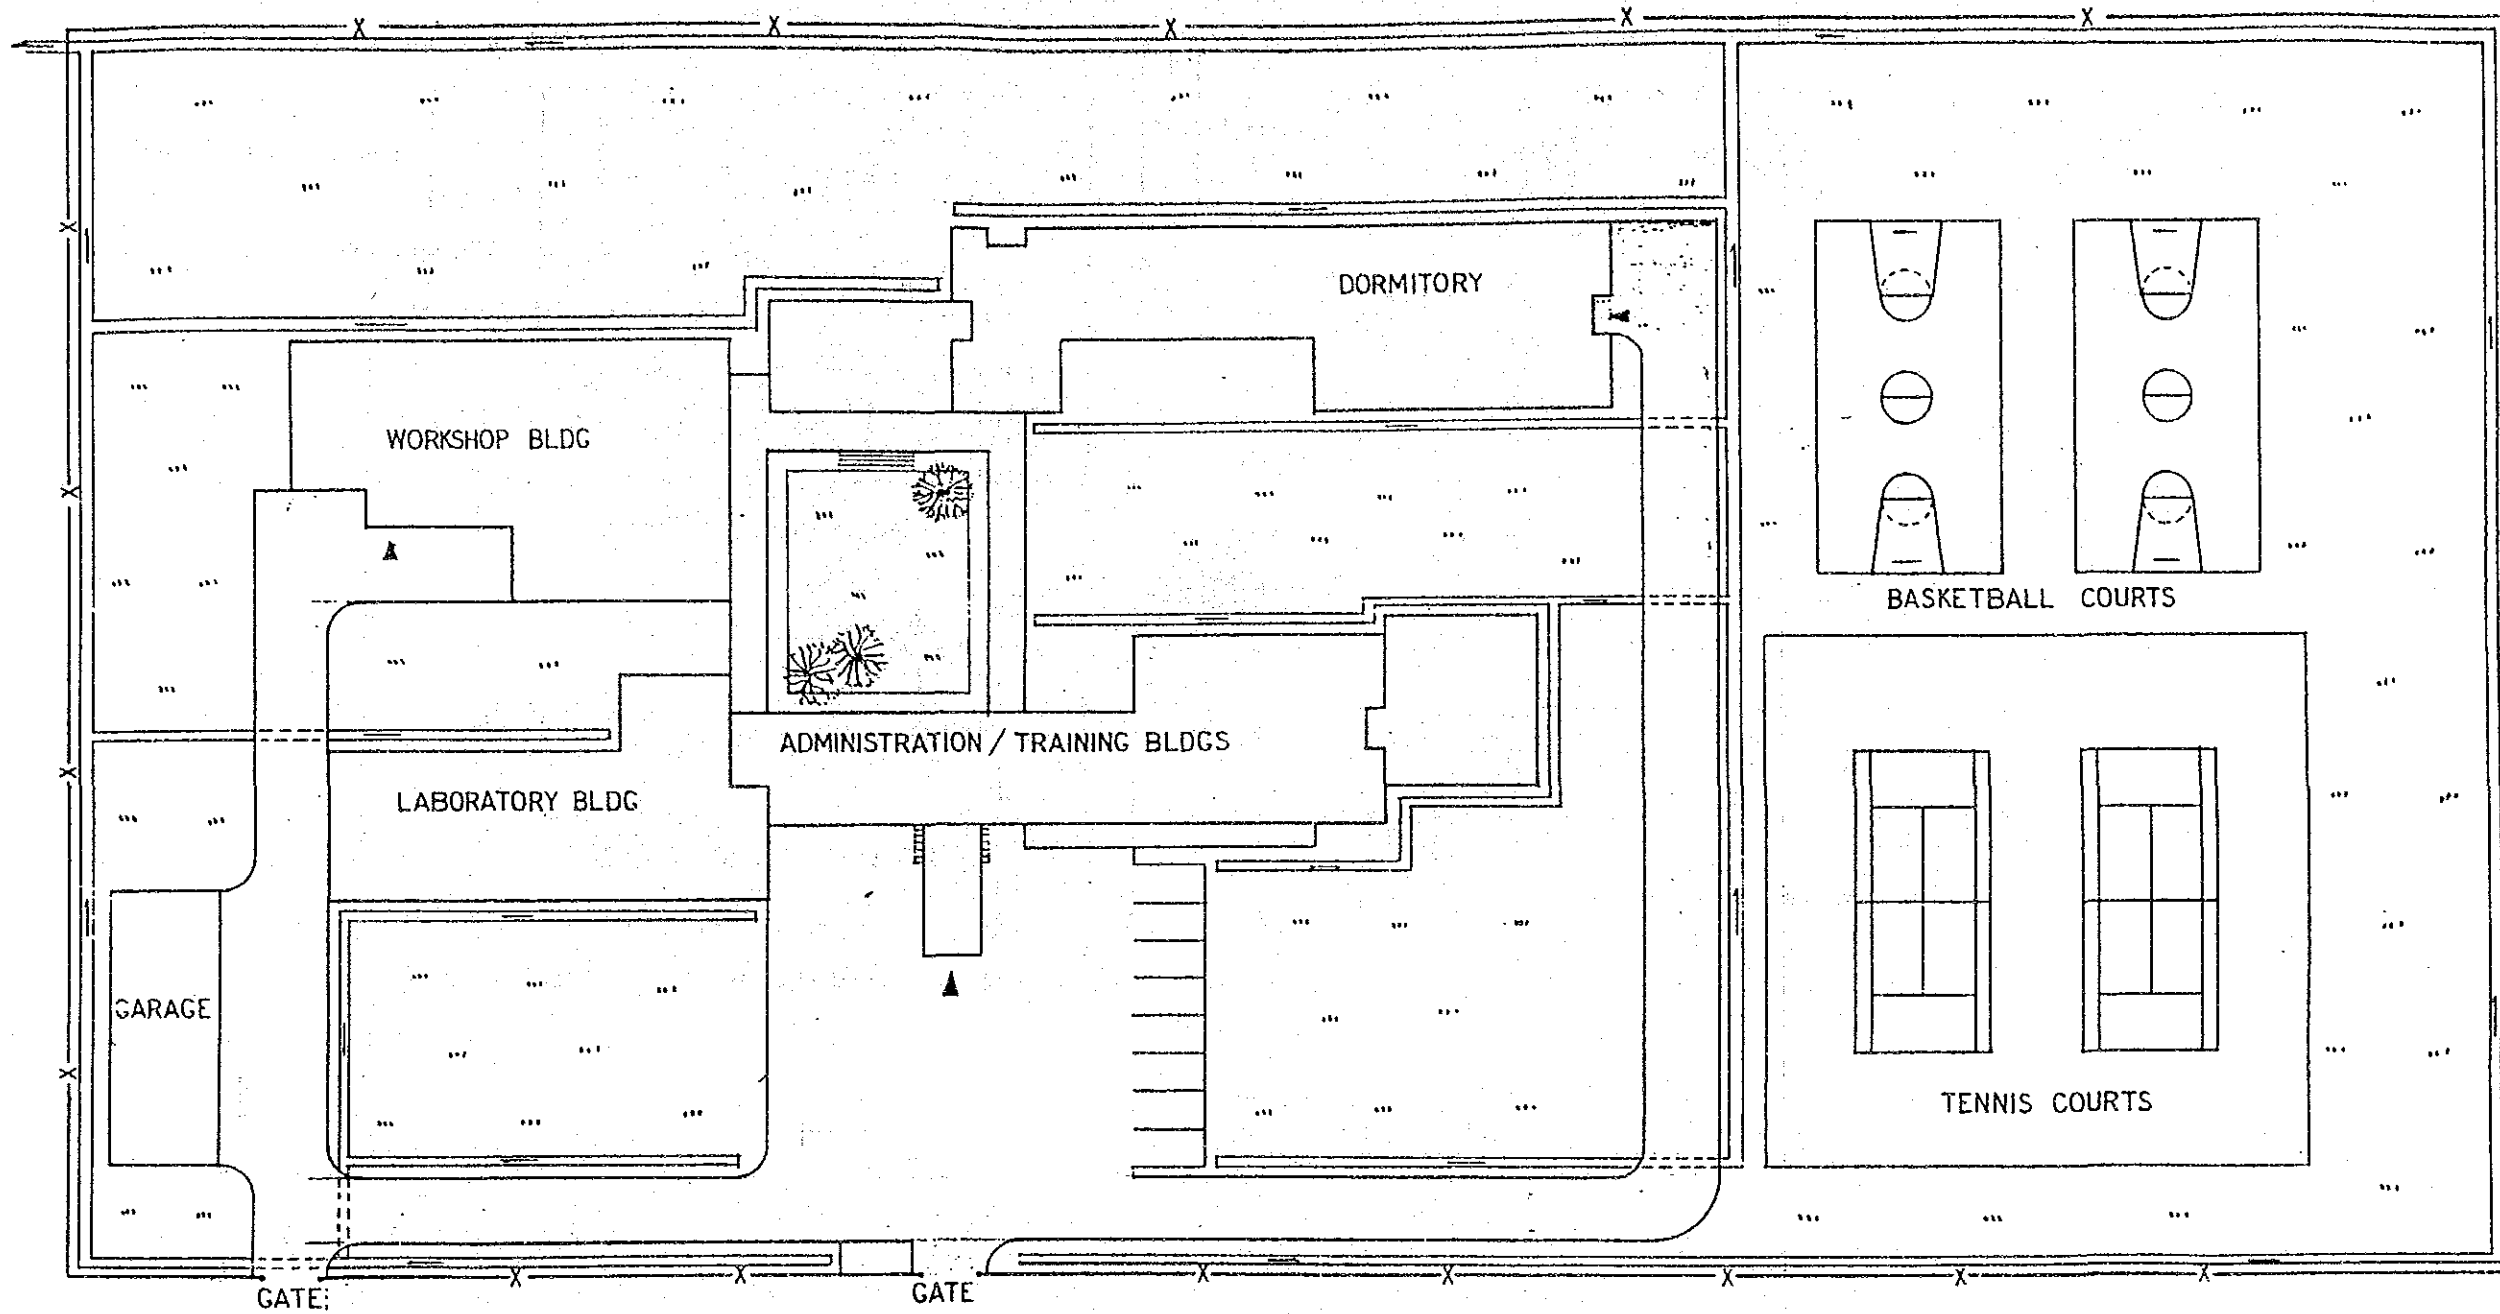 DORMITORY
WORKSHOP BLDG
BASKETBALL COURTS
ADMINISTRATION / TRAINING BLDGS
LABORATORY BLDG
GARAGE
TENNIS COURTS
GATE
GATE